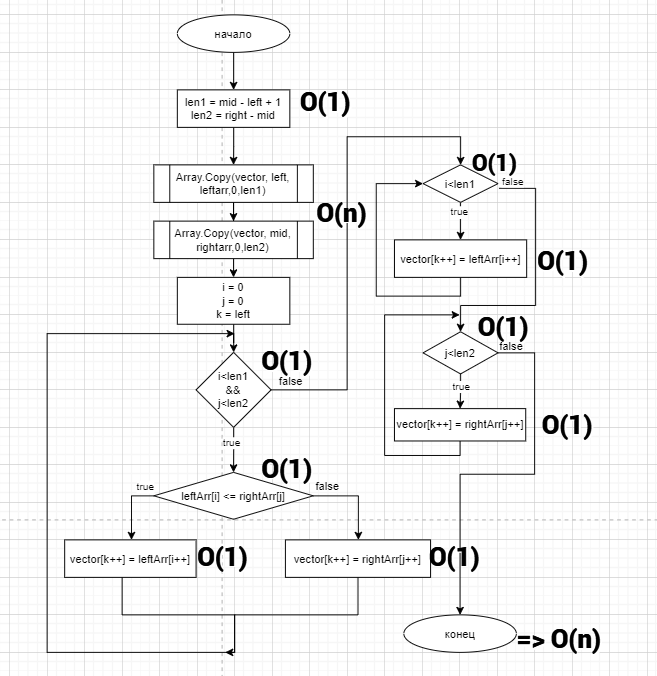 начало
len1 = mid - left + 1
len2 = right - mid
O(1)
Array.Copy(vector, left,
leftarr,0,len1)
O(n)
Array.Copy(vector, mid,
rightarr,0,len2)
i = 0
j = 0
k = left
O(1)
i<len1
&&
j<len2
false
true
O(1)
leftArr[i] <= rightArr[j]
true
false
vector[k++] = leftArr[i++]
O(1)
vector[k++] = rightArr[j++]
O(1)
O(1)
i<len1
false
true
vector[k++] = leftArr[i++]
O(1)
O(1)
j<len2
false
true
vector[k++] = rightArr[j++]
O(1)
конец
=> O(n)